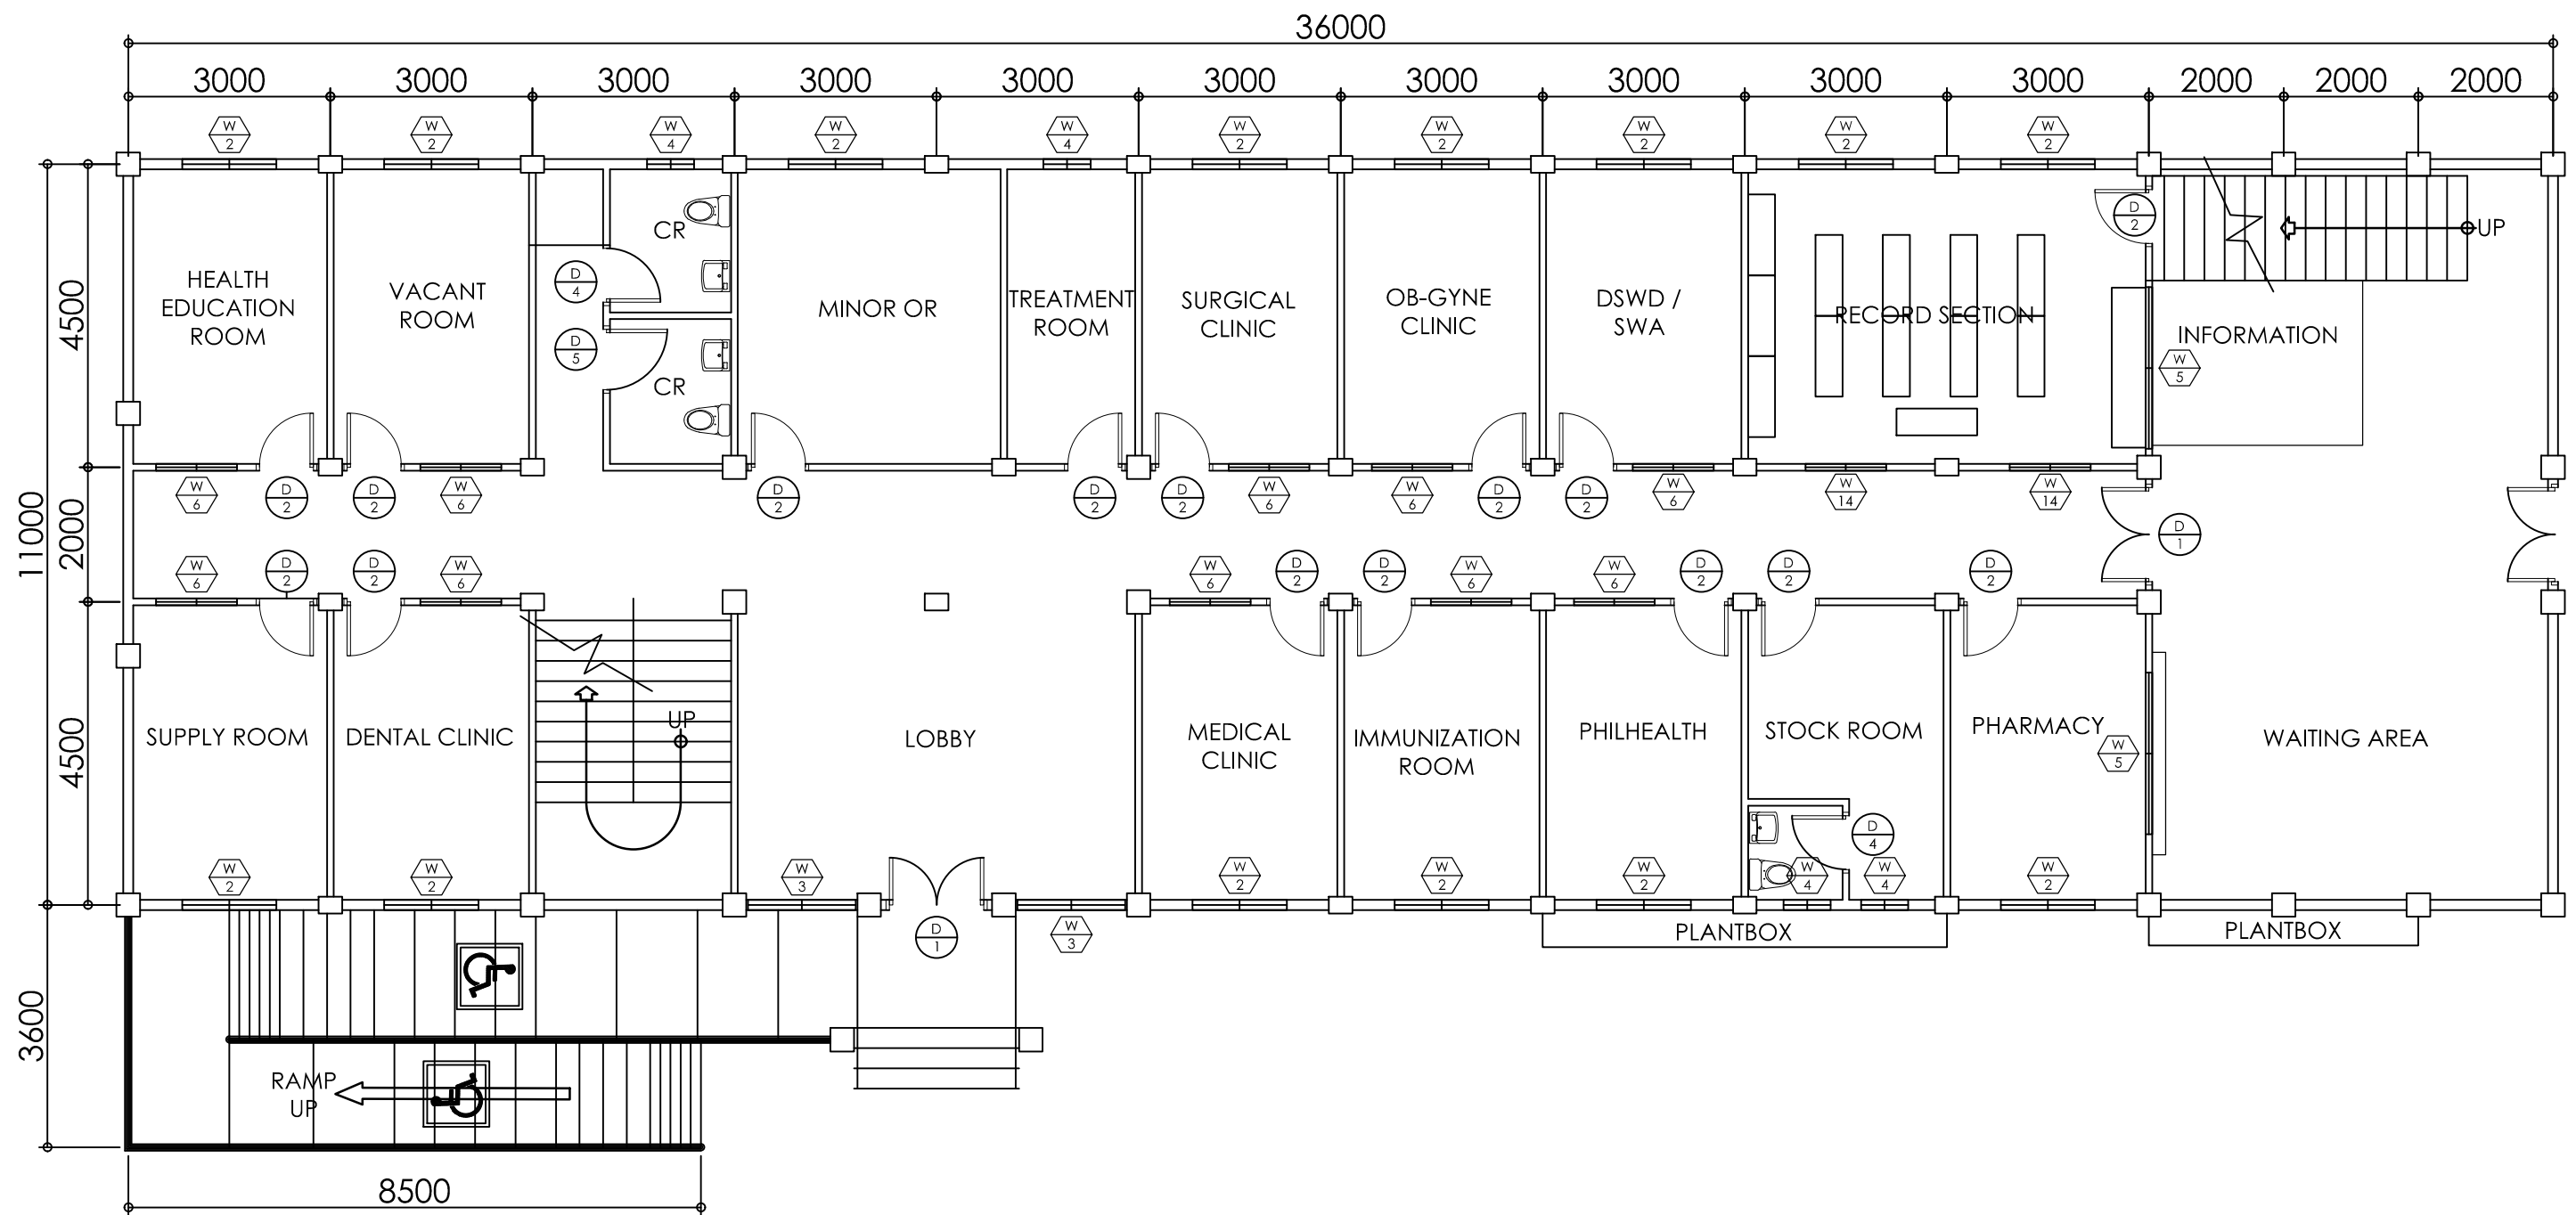 36000
3000 3000 3000 3000 3000 3000 3000 3000 3000 3000 2000 2000 2000
W 2
W 2
W 4
W 2
W 4
W 2
W 2
W 2
W 2
W 2
D 2
UP
CR
D 4
HEALTH
EDUCATION
ROOM
VACANT
ROOM
MINOR OR
TREATMENT
ROOM
SURGICAL
CLINIC
OB-GYNE
CLINIC
DSWD /
SWA
RECORD SECTION
INFORMATION
W 5
D 5
CR
4500
11000
2000
4500
3600
W 6
D 2
D 2
W 6
D 2
D 2
D 2
W 6
W 6
D 2
D 2
W 6
W 14
W 14
D 1
W 6
D 2
D 2
W 6
W 6
D 2
D 2
W 6
W 6
D 2
D 2
D 2
SUPPLY ROOM
DENTAL CLINIC
UP
LOBBY
MEDICAL
CLINIC
IMMUNIZATION
ROOM
PHILHEALTH
STOCK ROOM
PHARMACY
W 5
WAITING AREA
D 4
W 2
W 2
W 3
W 2
W 2
W 2
W 4
W 4
W 2
D 1
W 3
PLANTBOX
PLANTBOX
RAMP
UP
8500